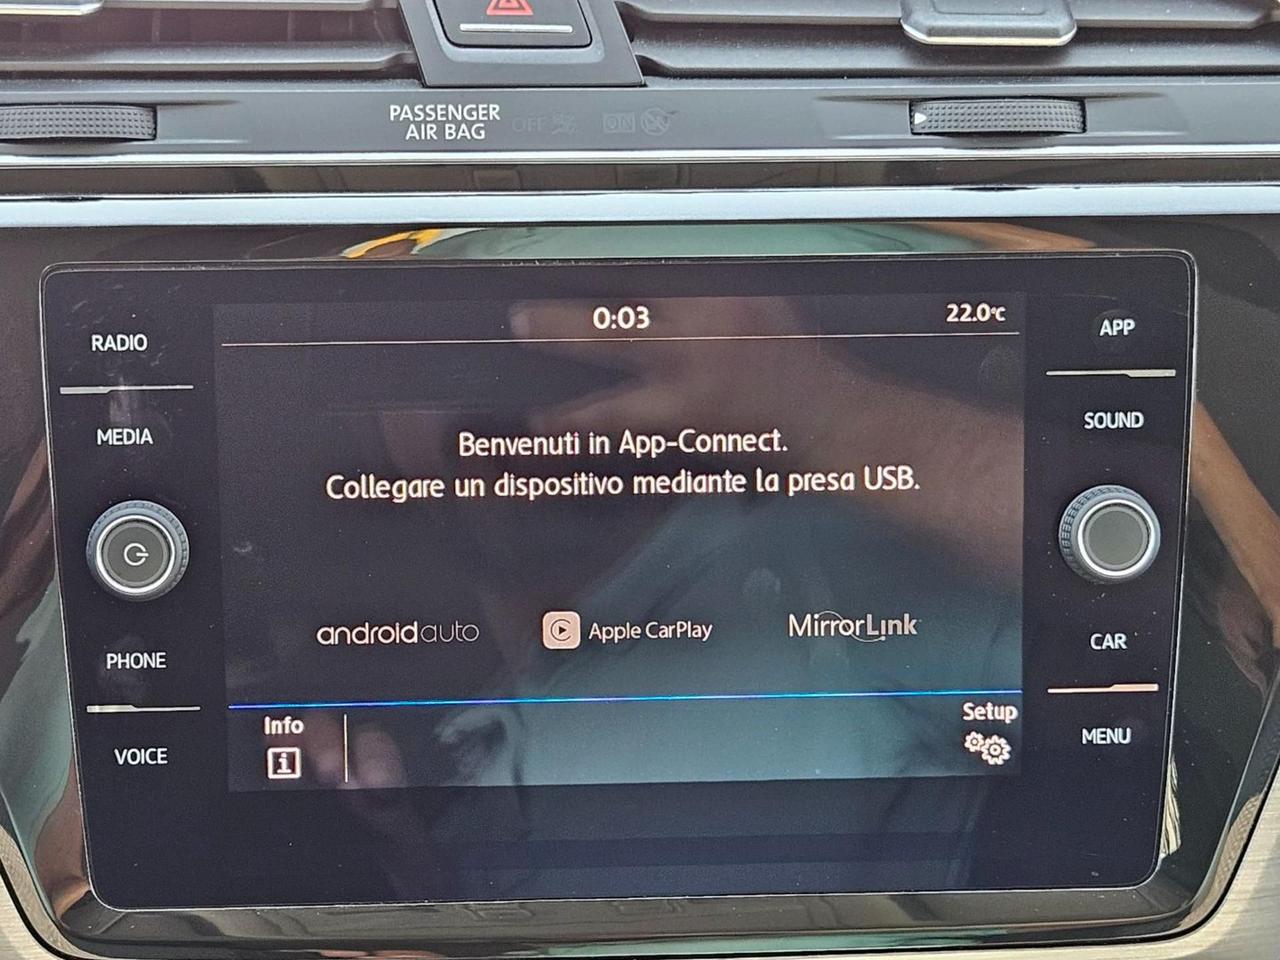 PASSENGER
AIR BAG
OFF
ON
0:03
22.0°C
RADIO
MEDIA
PHONE
VOICE
Benvenuti in App-Connect.
Collegare un dispositivo mediante la presa USB.
androidauto
Apple CarPlay
MirrorLink
Info
i
Setup
APP
SOUND
CAR
MENU